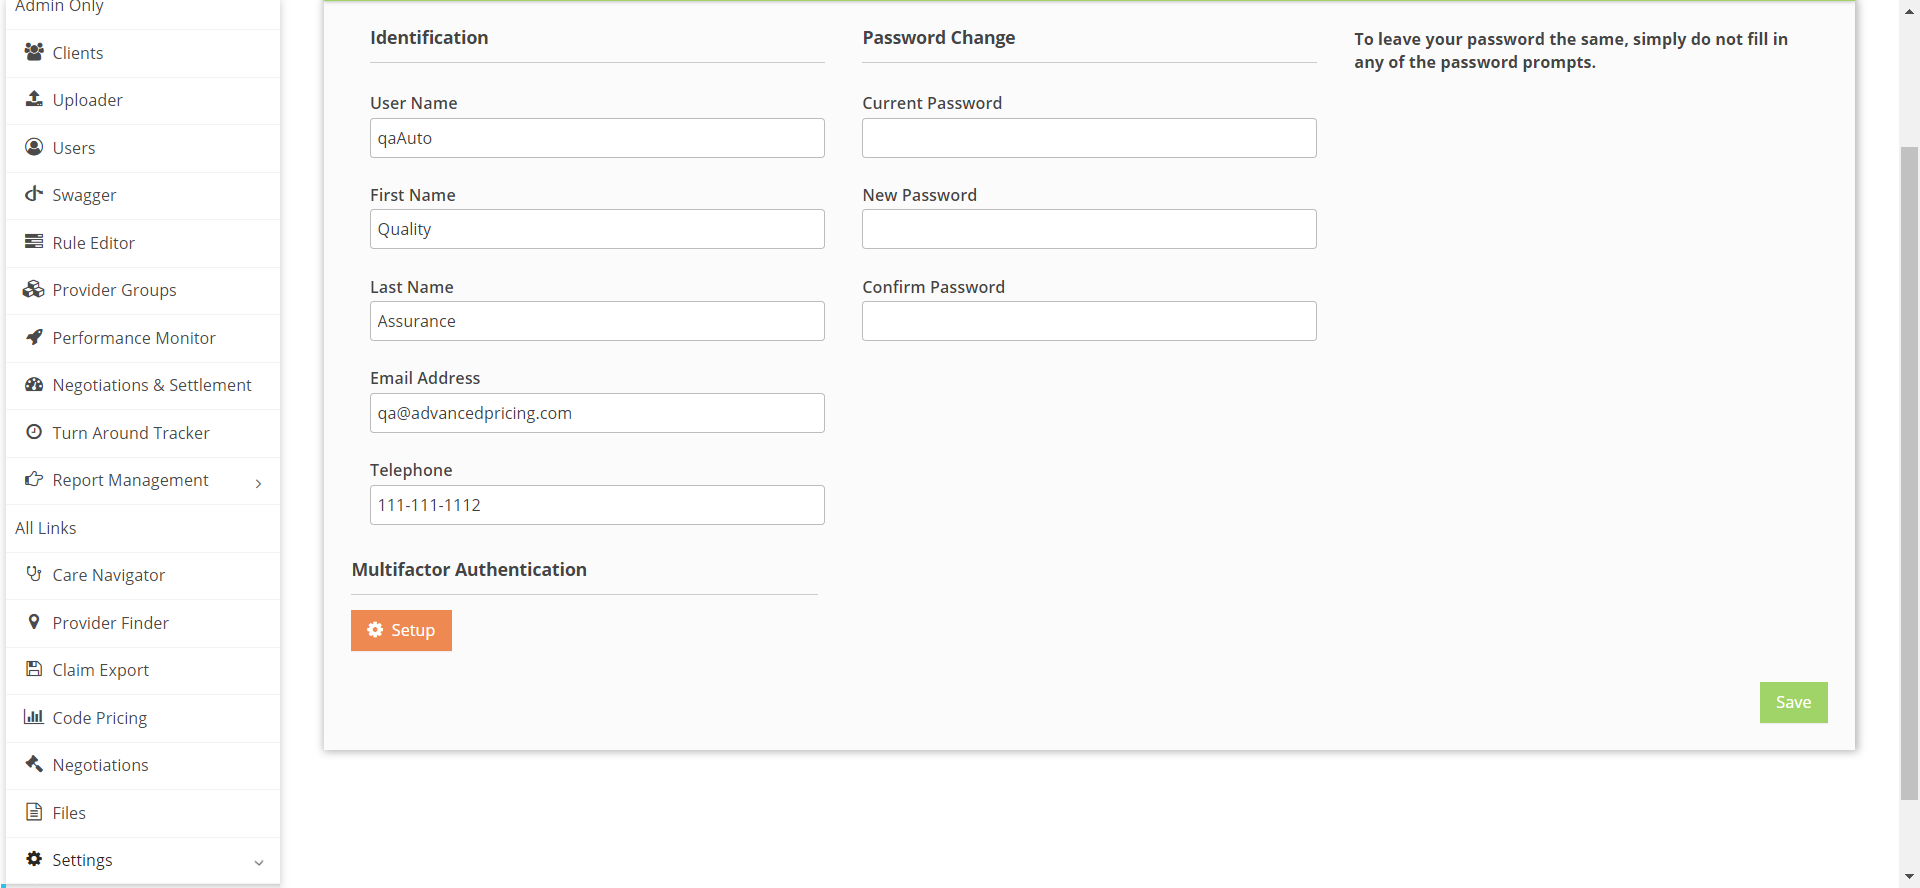 Admin Only
Clients
Uploader
Users
Swagger
Rule Editor
Provider Groups
Performance Monitor
Negotiations & Settlement
Turn Around Tracker
Report Management
All Links
Care Navigator
Provider Finder
Claim Export
Code Pricing
Negotiations
Files
Settings
Identification
User Name
qaAuto
First Name
Quality
Last Name
Assurance
Email Address
qa@advancedpricing.com
Telephone
111-111-1112
Multifactor Authentication
Setup
Password Change
Current Password
New Password
Confirm Password
To leave your password the same, simply do not fill in
any of the password prompts.
Save